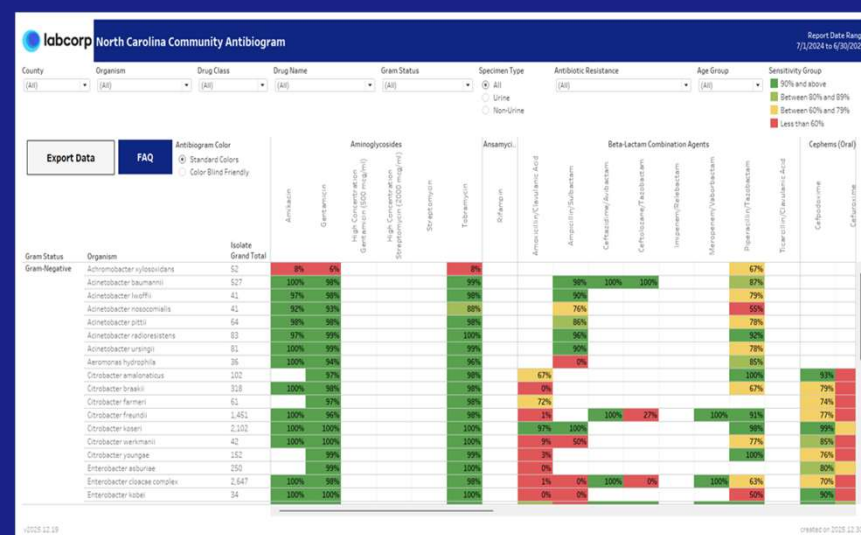 labcorp North Carolina Community Antibiogram
Report Date Rang
7/1/2024 to 6/30/202
County Organism Drug Class Drug Name Gram Status Specimen Type Antibiotic Resistance Age Group Sensitivity Group
(All) (All) (All) (All) (All) All (All) (All) 90% and above
Urine Between 80% and 89%
Non-Urine Between 60% and 79%
Less than 60%
Export Data FAQ
Antibiogram Color
Standard Colors
Color Blind Friendly
Aminoglycosides Ansamyci.. Beta-Lactam Combination Agents Cephems (Oral)
Amikacin
Gentamicin
High Concentration Gentamicin (500 mcg/ml)
High Concentration Streptomycin (2000 mcg/ml)
Streptomycin
Tobramycin
Rifampin
Amoxicillin/Clavulanic Acid
Ampicillin/Sulbactam
Ceftazidime/Avibactam
Ceftolozane/Tazobactam
Imipenem/Relebactam
Meropenem/Vaborbactam
Piperacillin/Tazobactam
Ticarcillin/Clavulanic Acid
Cefpodoxime
Cefuroxime
Gram Status Organism Isolate Grand Total
Gram-Negative Achromobacter xylosoxidans 52 8% 6% 8% 67%
Acinetobacter baumannii 527 100% 98% 99% 98% 100% 100% 87%
Acinetobacter lwoffii 41 97% 98% 98% 90% 79%
Acinetobacter nosocomialis 41 92% 93% 88% 76% 55%
Acinetobacter pittii 64 98% 98% 98% 86% 78%
Acinetobacter radioresistens 83 97% 99% 100% 96% 92%
Acinetobacter ursingii 81 100% 99% 99% 90% 78%
Aeromonas hydrophila 36 100% 94% 96% 0% 85%
Citrobacter amalonaticus 102 97% 98% 67% 100% 93%
Citrobacter braakii 318 100% 98% 98% 0% 67% 79%
Citrobacter farmeri 61 97% 98% 72% 74%
Citrobacter freundii 1,451 100% 96% 98% 1% 100% 27% 100% 91% 77%
Citrobacter koseri 2,102 100% 100% 100% 97% 100% 98% 99%
Citrobacter werkmanii 42 100% 100% 100% 9% 50% 77% 85%
Citrobacter youngae 152 99% 99% 3% 100% 76%
Enterobacter asburiae 250 99% 100% 0% 80%
Enterobacter cloacae complex 2,647 100% 98% 98% 1% 0% 100% 0% 100% 63% 70%
Enterobacter kobei 34 100% 100% 100% 0% 0% 50% 90%
v2025.12.19
created on 2025.12.30